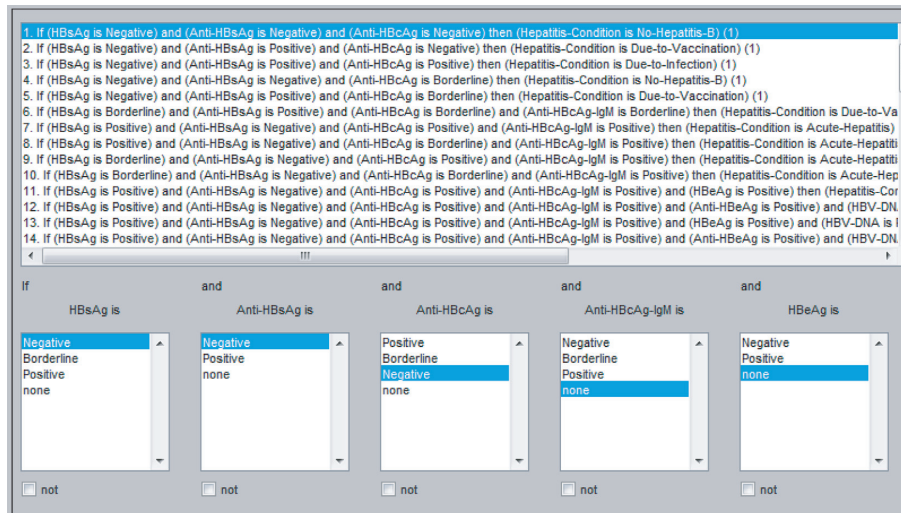 1. If (HBsAg is Negative) and (Anti-HBsAg is Negative) and (Anti-HBcAg is Negative) then (Hepatitis-Condition is No-Hepatitis-B) (1)
2. If (HBsAg is Negative) and (Anti-HBsAg is Positive) and (Anti-HBcAg is Negative) then (Hepatitis-Condition is Due-to-Vaccination) (1)
3. If (HBsAg is Negative) and (Anti-HBsAg is Positive) and (Anti-HBcAg is Positive) then (Hepatitis-Condition is Due-to-Infection) (1)
4. If (HBsAg is Negative) and (Anti-HBsAg is Negative) and (Anti-HBcAg is Borderline) then (Hepatitis-Condition is No-Hepatitis-B) (1)
5. If (HBsAg is Negative) and (Anti-HBsAg is Positive) and (Anti-HBcAg is Borderline) then (Hepatitis-Condition is Due-to-Vaccination) (1)
6. If (HBsAg is Borderline) and (Anti-HBsAg is Positive) and (Anti-HBcAg is Borderline) and (Anti-HBcAg-IgM is Borderline) then (Hepatitis-Condition is Due-to-Va
7. If (HBsAg is Positive) and (Anti-HBsAg is Negative) and (Anti-HBcAg is Positive) and (Anti-HBcAg-IgM is Positive) then (Hepatitis-Condition is Acute-Hepatitis)
8. If (HBsAg is Positive) and (Anti-HBsAg is Negative) and (Anti-HBcAg is Borderline) and (Anti-HBcAg-IgM is Positive) then (Hepatitis-Condition is Acute-Hepatiti
9. If (HBsAg is Borderline) and (Anti-HBsAg is Negative) and (Anti-HBcAg is Positive) and (Anti-HBcAg-IgM is Positive) then (Hepatitis-Condition is Acute-Hepatiti
10. If (HBsAg is Borderline) and (Anti-HBsAg is Negative) and (Anti-HBcAg is Borderline) and (Anti-HBcAg-IgM is Positive) then (Hepatitis-Condition is Acute-Hep
11. If (HBsAg is Positive) and (Anti-HBsAg is Negative) and (Anti-HBcAg is Positive) and (Anti-HBcAg-IgM is Positive) and (HBeAg is Positive) then (Hepatitis-Cor
12. If (HBsAg is Positive) and (Anti-HBsAg is Negative) and (Anti-HBcAg is Positive) and (Anti-HBcAg-IgM is Positive) and (Anti-HBeAg is Positive) and (HBV-DN
13. If (HBsAg is Positive) and (Anti-HBsAg is Negative) and (Anti-HBcAg is Positive) and (Anti-HBcAg-IgM is Positive) and (HBeAg is Positive) and (HBV-DNA is
14. If (HBsAg is Positive) and (Anti-HBsAg is Negative) and (Anti-HBcAg is Positive) and (Anti-HBcAg-IgM is Positive) and (Anti-HBeAg is Positive) and (HBV-DN
If and and and and
HBsAg is Anti-HBsAg is Anti-HBcAg is Anti-HBcAg-IgM is HBeAg is
Negative Negative Positive Negative Negative
Borderline Positive Borderline Borderline Positive
Positive none Negative Positive none
none none none
not not not not not